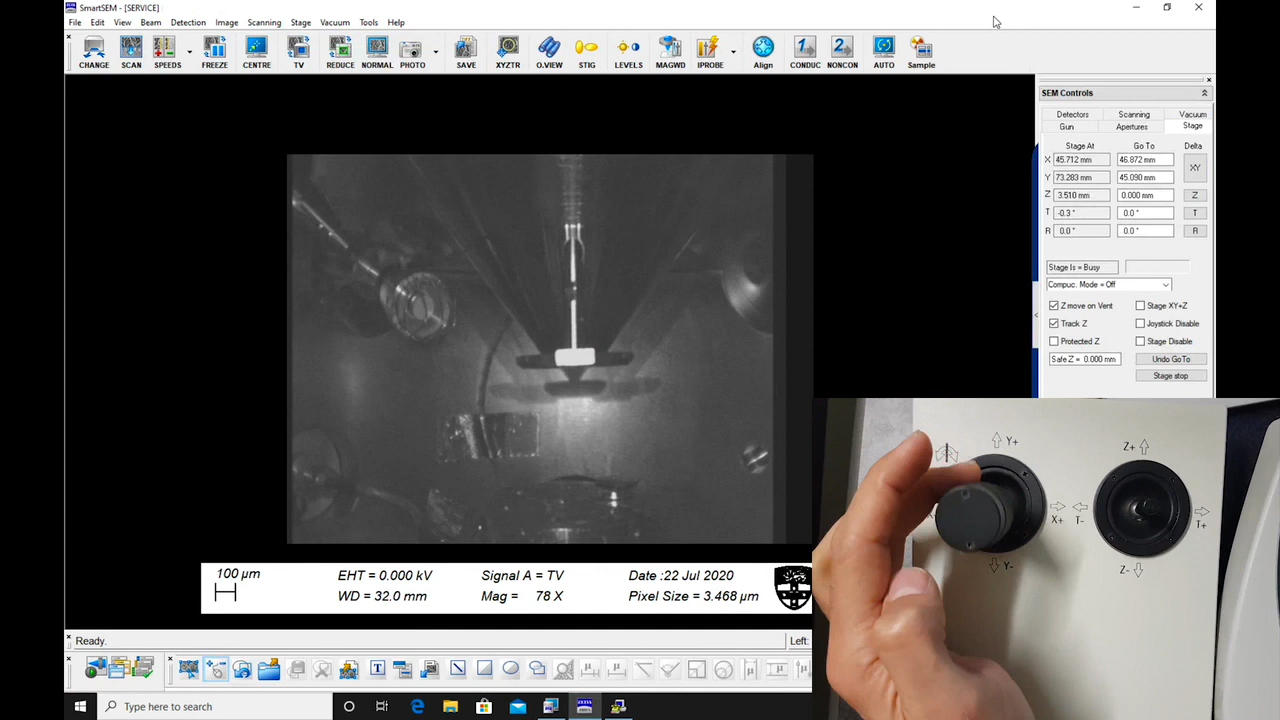 SmartSEM - [SERVICE]
File Edit View Beam Detection Image Scanning Stage Vacuum Tools Help
CHANGE SCAN SPEEDS FREEZE CENTRE TV REDUCE NORMAL PHOTO SAVE XYZTR O.VIEW STIG LEVELS MAGWD IPROBE Align CONDUC NONCON AUTO Sample
SEM Controls
Detectors Scanning Vacuum
Gun Apertures Stage
Stage At Go To Delta
X 45.712 mm 46.872 mm XY
Y 73.283 mm 45.090 mm
Z 3.510 mm 0.000 mm Z
T -0.3 ° 0.0 ° T
R 0.0 ° 0.0 ° R
Stage Is = Busy
Compuc. Mode = Off
Z move on Vent Stage XY+Z
Track Z Joystick Disable
Protected Z Stage Disable
Safe Z = 0.000 mm Undo GoTo
Stage stop
Y+
X+
Y-
Z+
T-
T+
Z-
100 µm EHT = 0.000 kV Signal A = TV Date :22 Jul 2020
WD = 32.0 mm Mag = 78 X Pixel Size = 3.468 µm
Ready. Left:
Type here to search